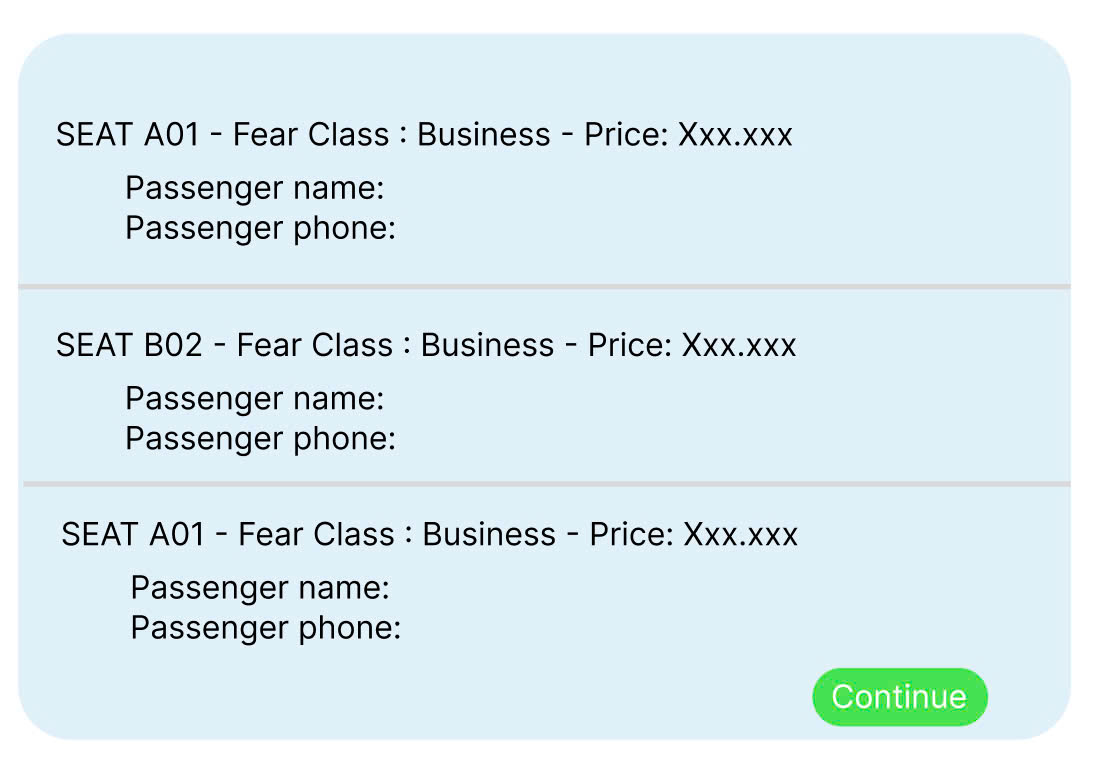 SEAT A01 - Fear Class : Business - Price: Xxx.xxx
Passenger name:
Passenger phone:
SEAT B02 - Fear Class : Business - Price: Xxx.xxx
Passenger name:
Passenger phone:
SEAT A01 - Fear Class : Business - Price: Xxx.xxx
Passenger name:
Passenger phone:
Continue